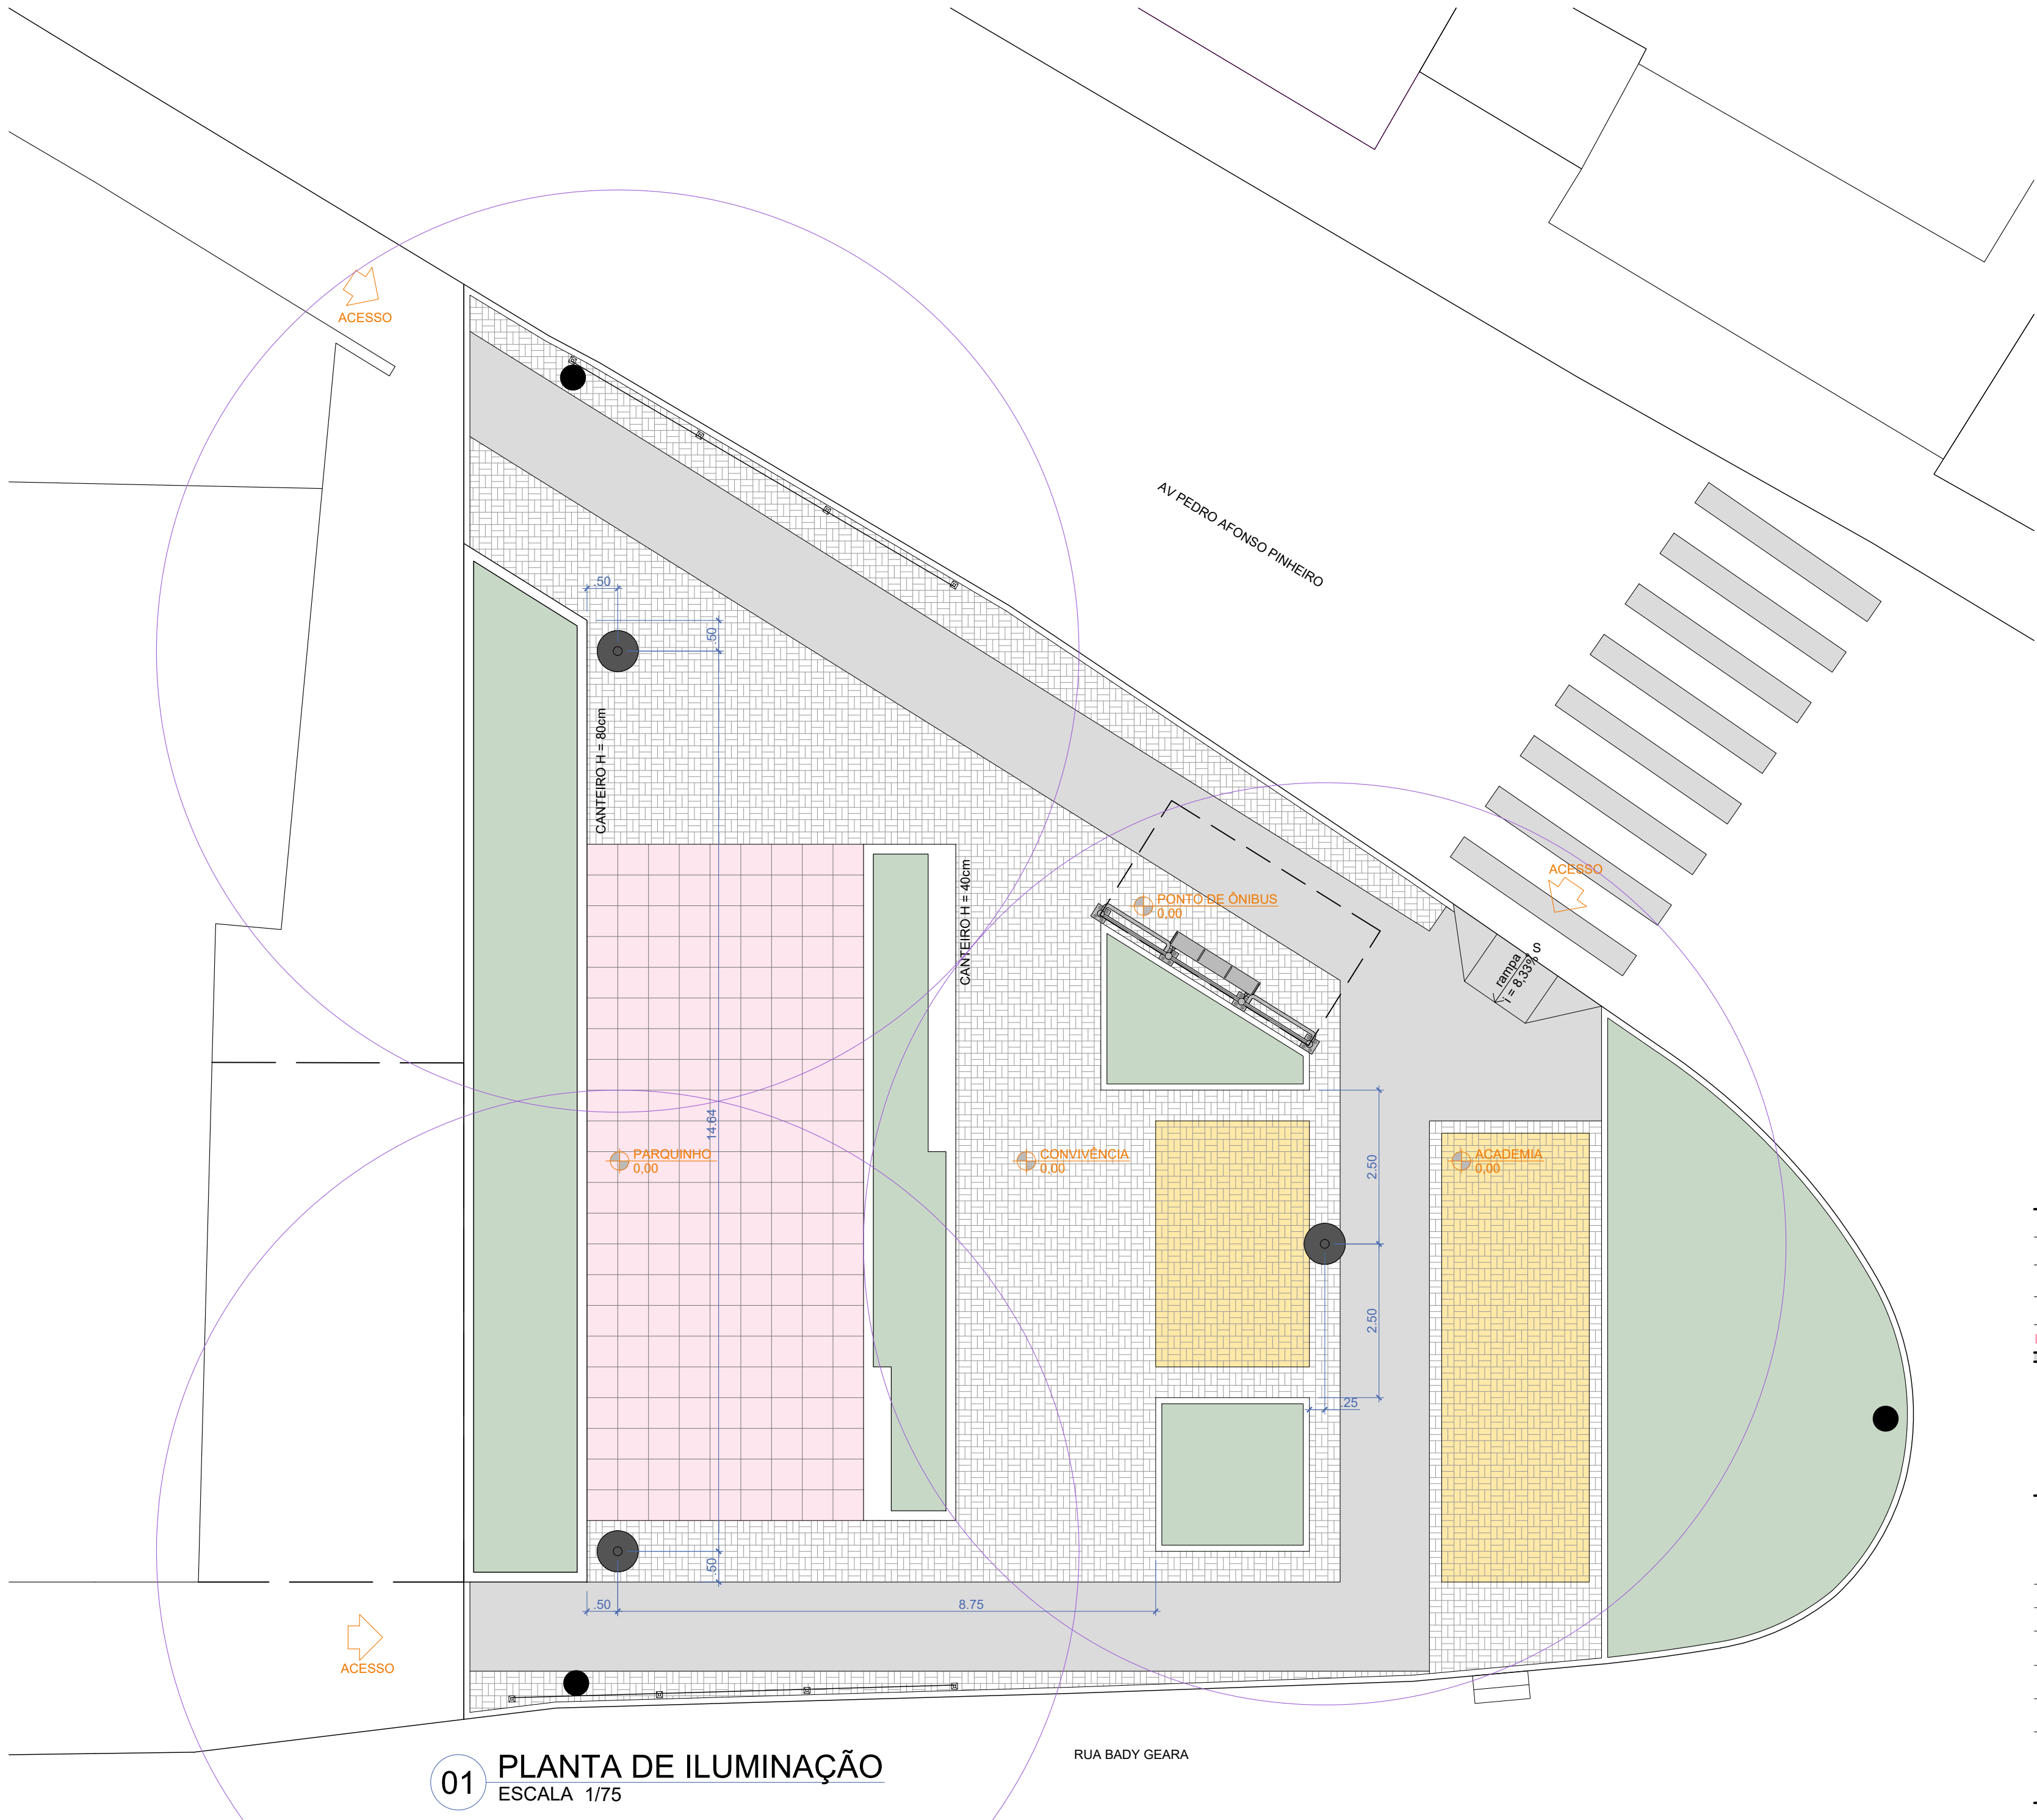 ACESSO
AV PEDRO AFONSO PINHEIRO
.50
.50
CANTEIRO H = 80cm
CANTEIRO H = 40cm
ACESSO
PONTO DE ÔNIBUS
0,00
rampa
i = 8,33%
S
14.64
PARQUINHO
0,00
CONVIVÊNCIA
0,00
ACADEMIA
0,00
2.50
2.50
.25
.50
.50
8.75
ACESSO
RUA BADY GEARA
01
PLANTA DE ILUMINAÇÃO
ESCALA 1/75